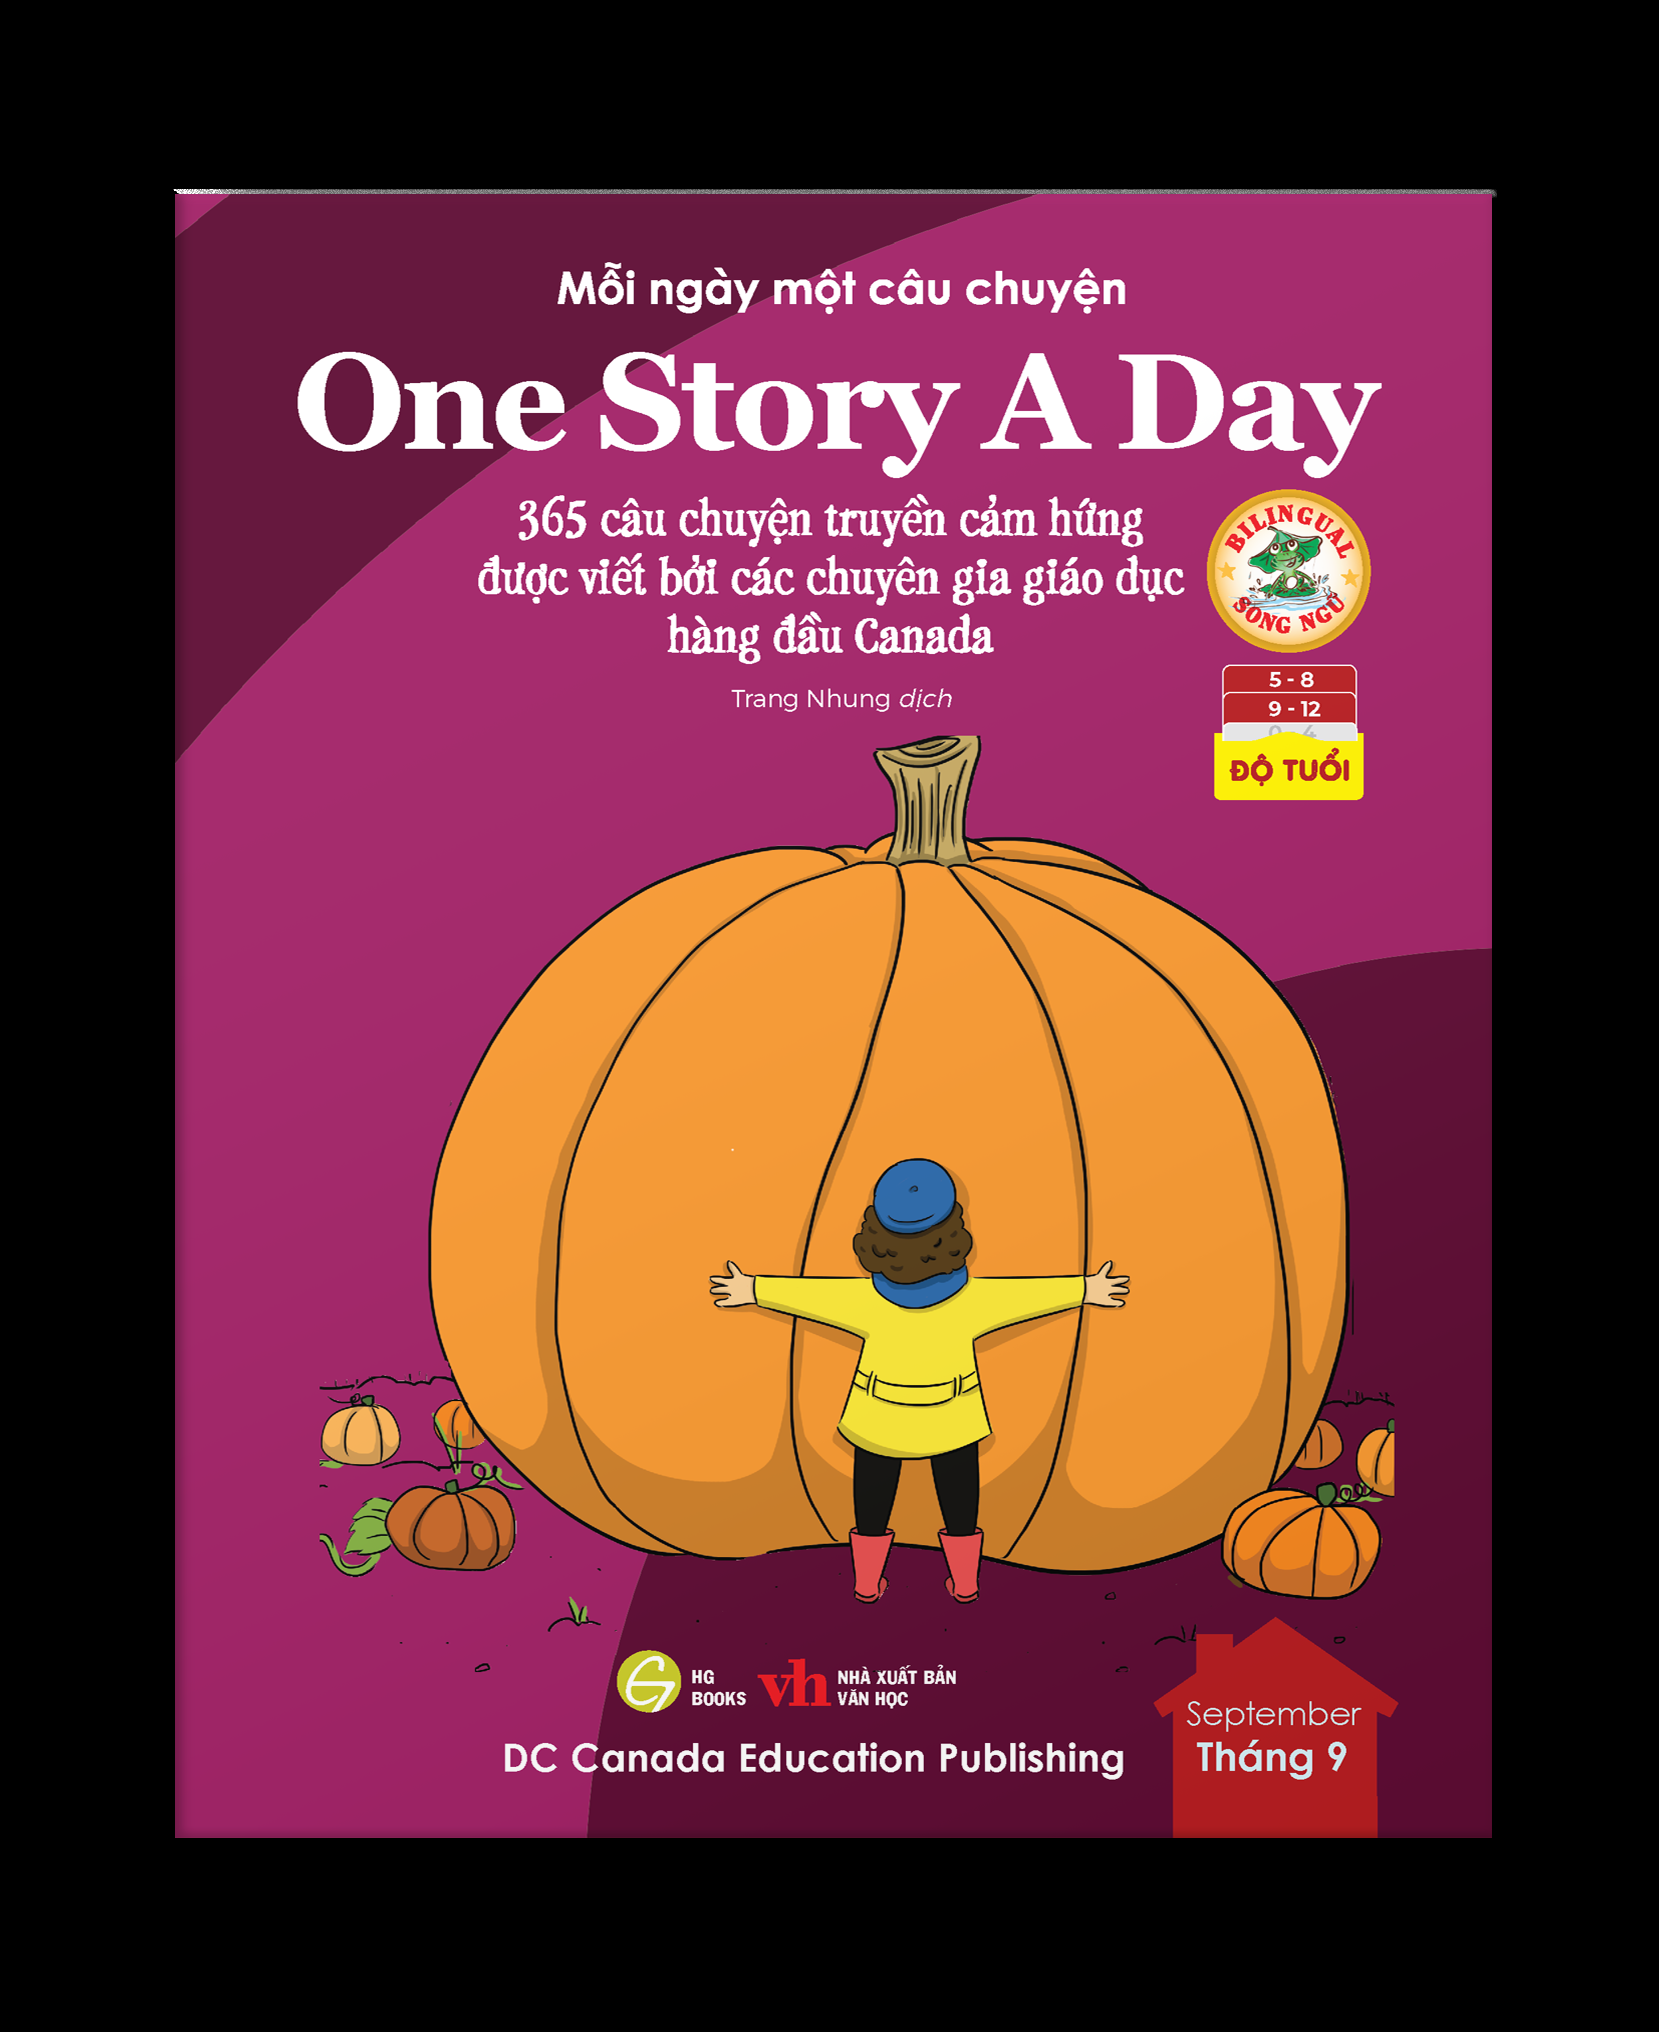 Mỗi ngày một câu chuyện
One Story A Day
365 câu chuyện truyền cảm hứng
được viết bởi các chuyên gia giáo dục
hàng đầu Canada
Trang Nhung dịch
BILINGUAL
SONG NGỮ
5 - 8
9 - 12
0 - 4
ĐỘ TUỔI
HG
BOOKS
vh
NHÀ XUẤT BẢN
VĂN HỌC
DC Canada Education Publishing
September
Tháng 9